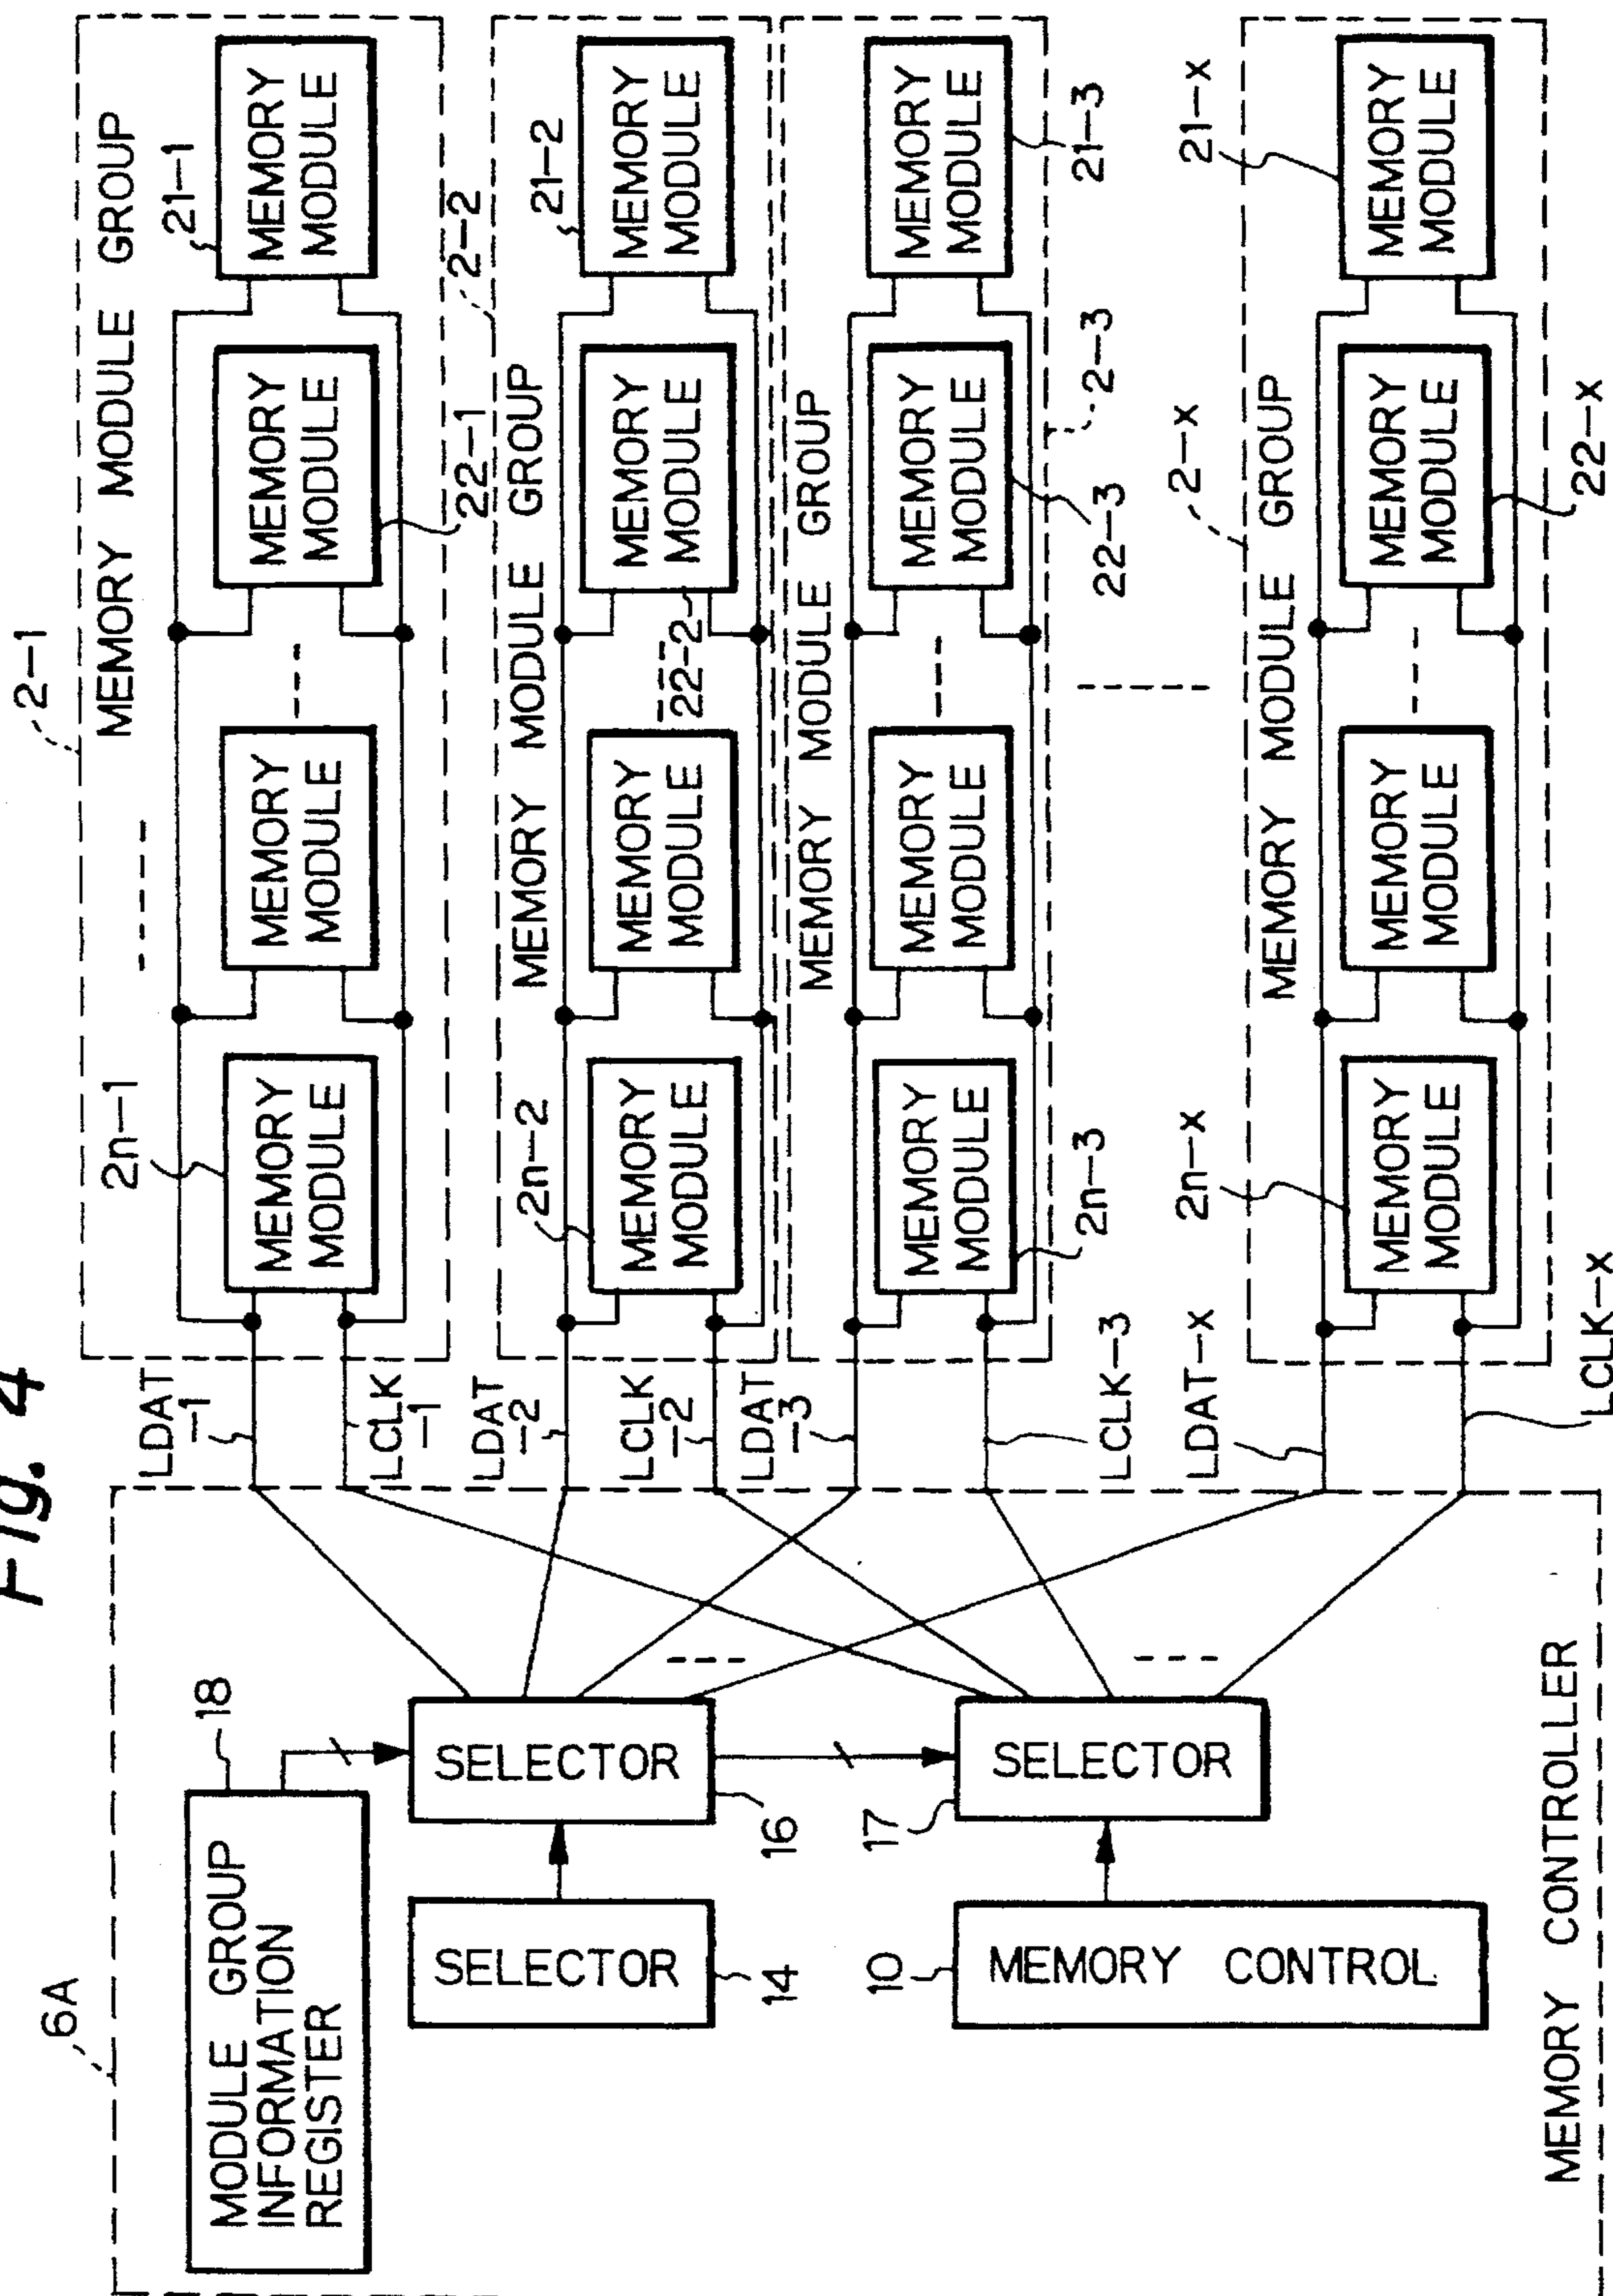 Fig. 4
6A
MODULE GROUP
INFORMATION
REGISTER
18
SELECTOR
14
SELECTOR
16
MEMORY CONTROL
10
SELECTOR
17
MEMORY CONTROLLER
LDAT
-1
LCLK
-1
LDAT
-2
LCLK
-2
LDAT
-3
LCLK-3
LDAT-x
LCLK-x
2-1
MEMORY MODULE GROUP
2n-1
MEMORY
MODULE
MEMORY
MODULE
MEMORY
MODULE
22-1
MEMORY
MODULE
21-1
2-2
MEMORY MODULE GROUP
2n-2
MEMORY
MODULE
MEMORY
MODULE
22-2
MEMORY
MODULE
21-2
MEMORY
MODULE
2-3
MEMORY MODULE GROUP
MEMORY
MODULE
2n-3
MEMORY
MODULE
MEMORY
MODULE
22-3
MEMORY
MODULE
21-3
2-x
MEMORY MODULE GROUP
2n-x
MEMORY
MODULE
MEMORY
MODULE
MEMORY
MODULE
22-x
MEMORY
MODULE
21-x